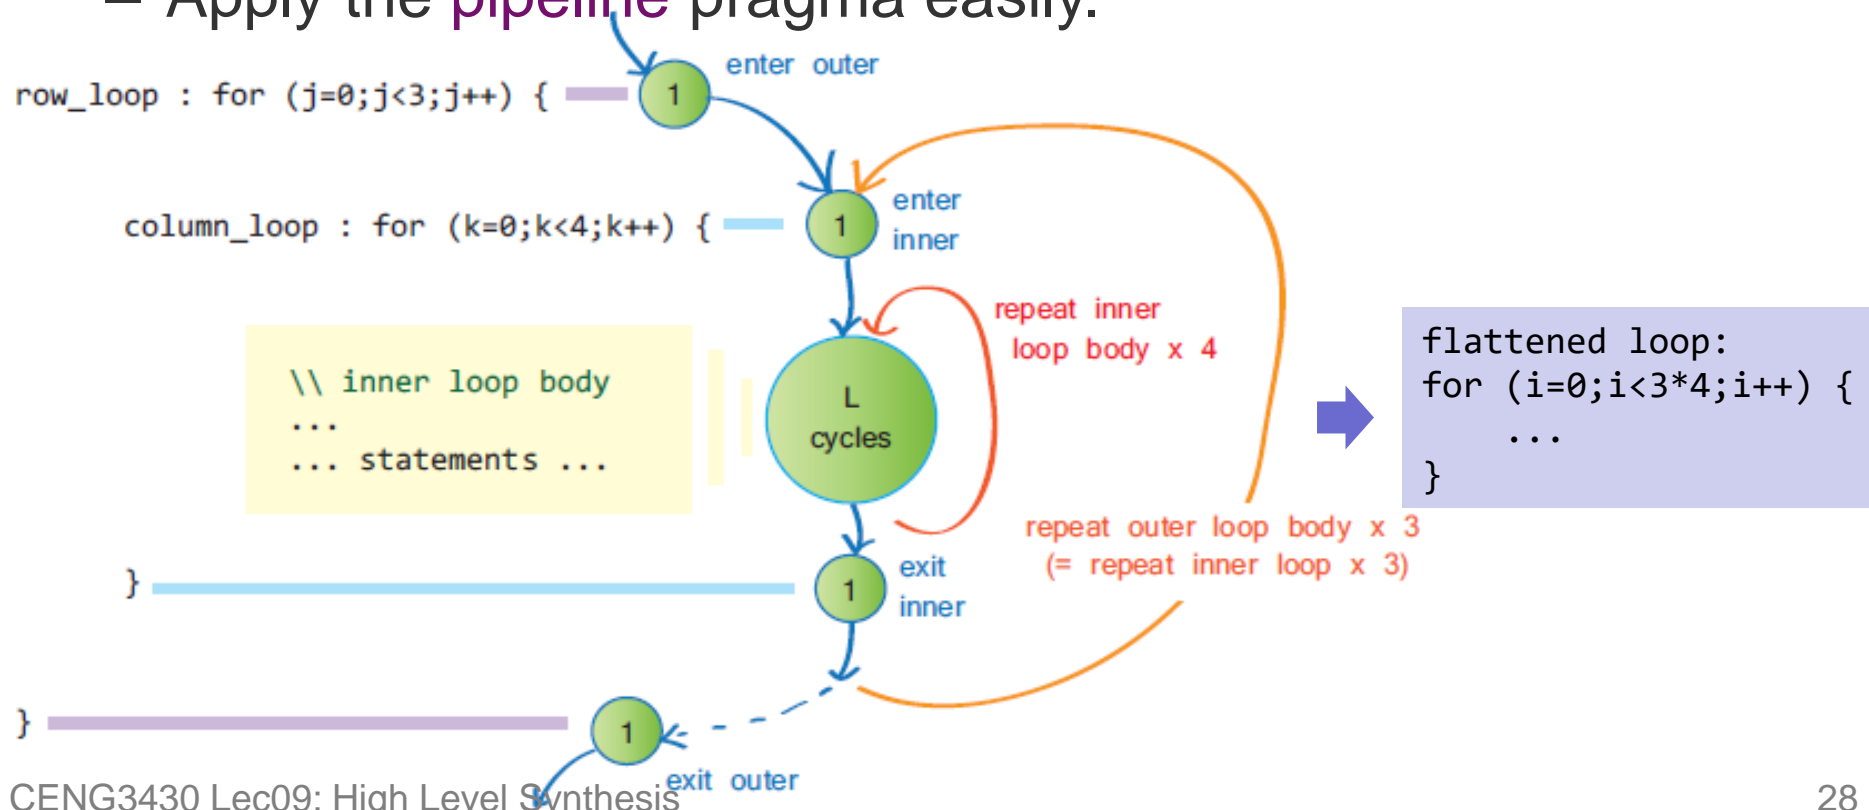 – Apply the pipeline pragma easily.
enter outer
row_loop : for (j=0;j<3;j++) {
1
enter
inner
column_loop : for (k=0;k<4;k++) {
1
repeat inner
loop body x 4
\\ inner loop body
...
... statements ...
L
cycles
flattened loop:
for (i=0;i<3*4;i++) {
...
}
repeat outer loop body x 3
(= repeat inner loop x 3)
}
1
exit
inner
}
1
exit outer
CENG3430 Lec09: High Level Synthesis
28